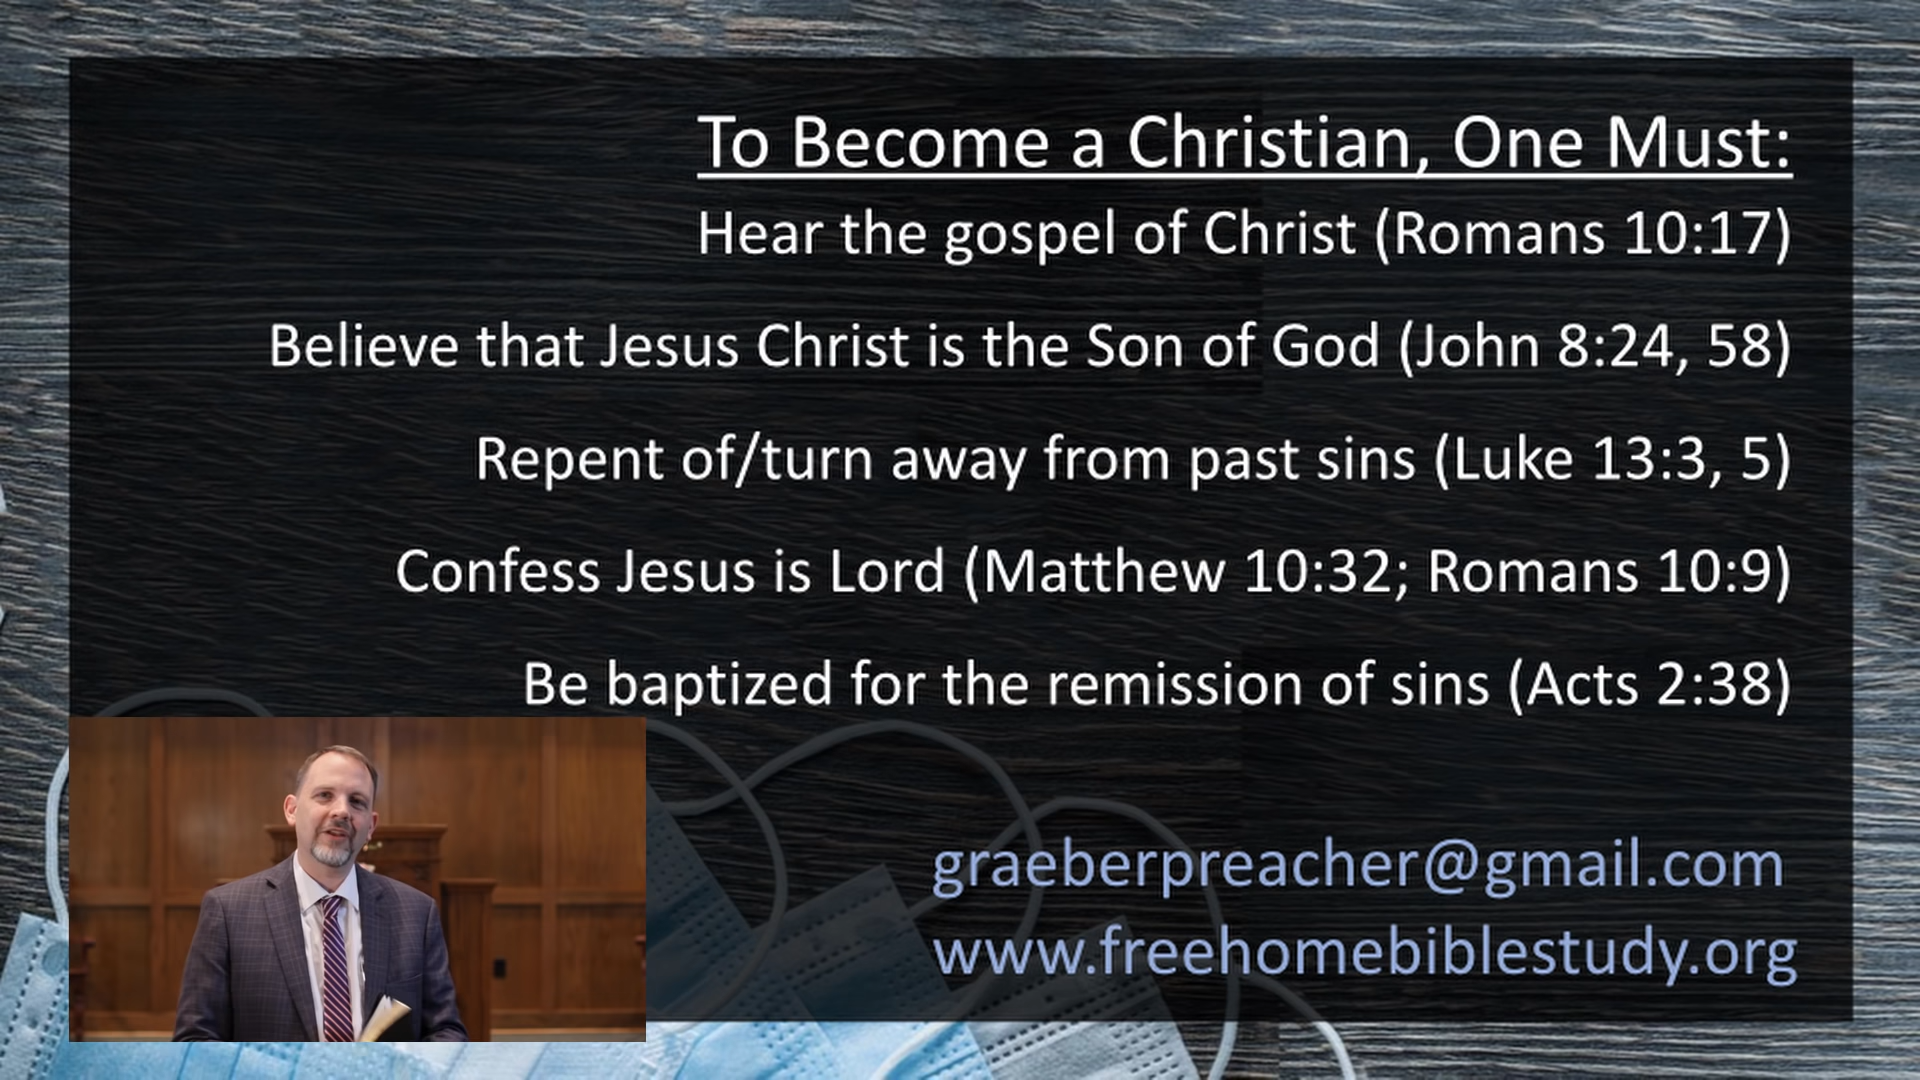 To Become a Christian, One Must:
Hear the gospel of Christ (Romans 10:17)
Believe that Jesus Christ is the Son of God (John 8:24, 58)
Repent of/turn away from past sins (Luke 13:3, 5)
Confess Jesus is Lord (Matthew 10:32; Romans 10:9)
Be baptized for the remission of sins (Acts 2:38)
graeberpreacher@gmail.com
www.freehomebiblestudy.org